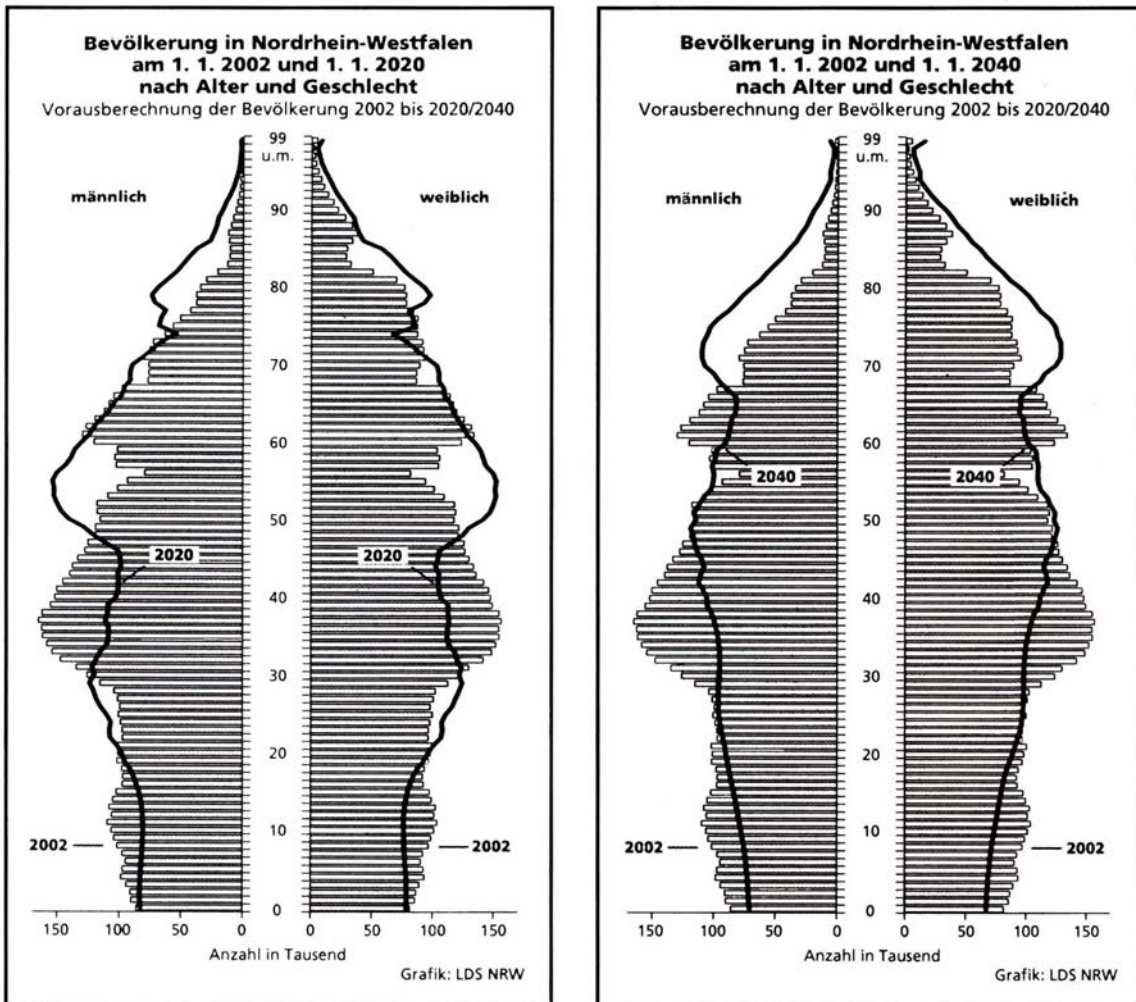 Bevölkerung in Nordrhein-Westfalen
am 1. 1. 2002 und 1. 1. 2020
nach Alter und Geschlecht
Vorausberechnung der Bevölkerung 2002 bis 2020/2040
99
u.m.
männlich
weiblich
90
80
70
60
50
2020
2020
40
30
20
10
2002
2002
0
150 100 50 0 0 50 100 150
Anzahl in Tausend
Grafik: LDS NRW
Bevölkerung in Nordrhein-Westfalen
am 1. 1. 2002 und 1. 1. 2040
nach Alter und Geschlecht
Vorausberechnung der Bevölkerung 2002 bis 2020/2040
99
u.m.
männlich
weiblich
90
80
70
60
2040
2040
50
40
30
20
10
2002
2002
0
150 100 50 0 0 50 100 150
Anzahl in Tausend
Grafik: LDS NRW